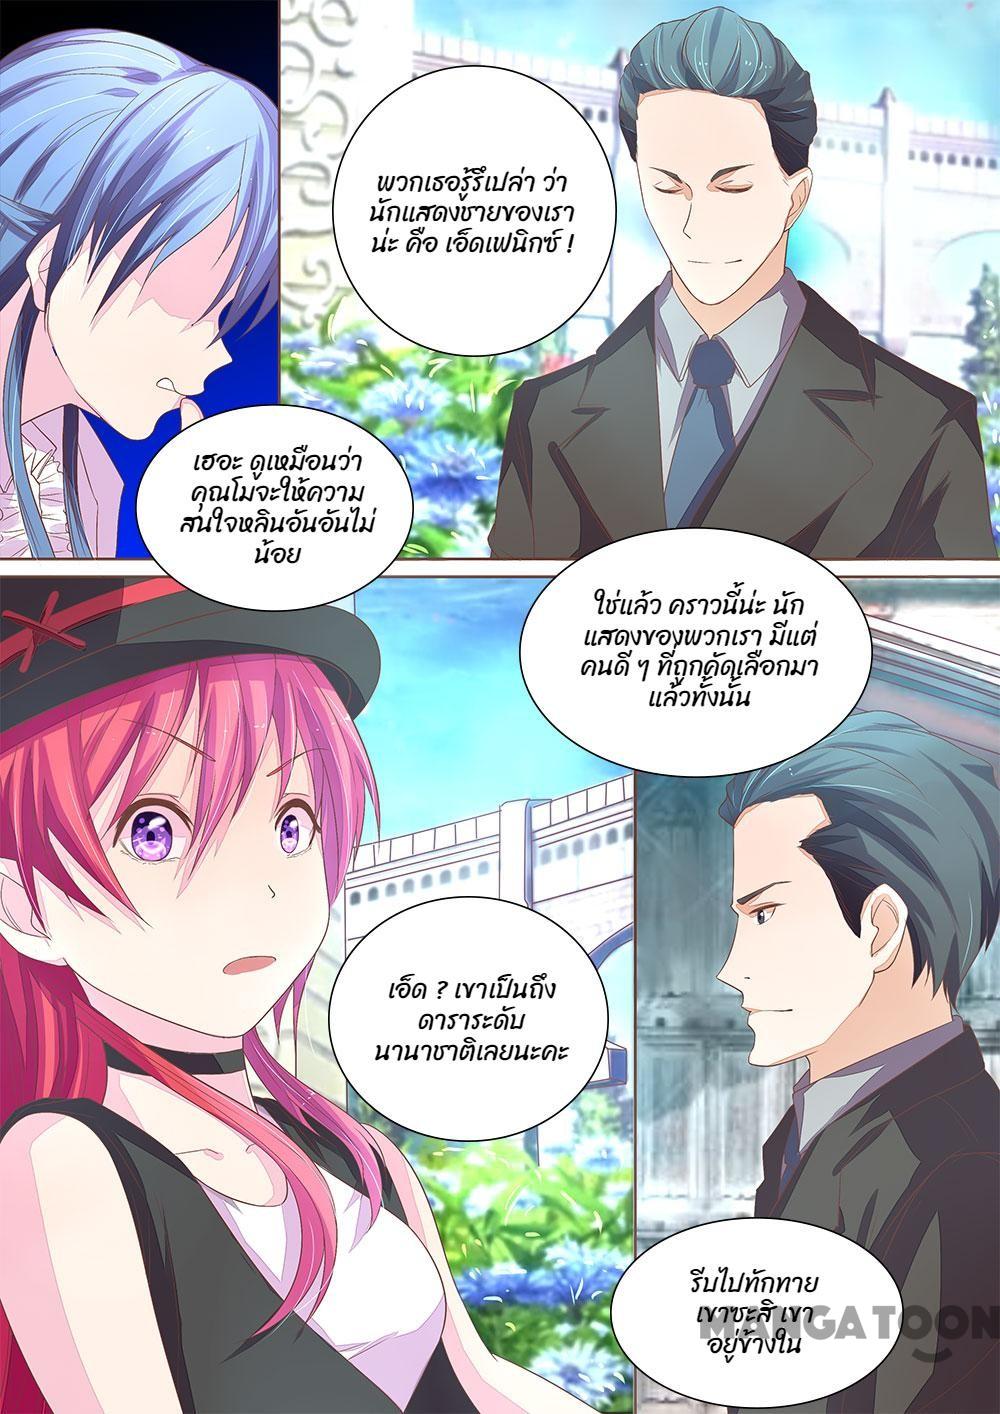 พวกเธอรู้รึเปล่า ว่า
นักแสดงชายของเรา
น่ะ คือ เอ็ดเฟนิกซ์ !
เฮอะ ดูเหมือนว่า
คุณโมจะให้ความ
สนใจหลินอันอันไม่
น้อย
ใช่แล้ว คราวนี้น่ะ นัก
แสดงของพวกเรา มีแต่
คนดี ๆ ที่ถูกคัดเลือกมา
แล้วทั้งนั้น
เอ็ด ? เขาเป็นถึง
ดาราระดับ
นานาชาติเลยนะคะ
รีบไปทักทาย
เขาซะสิ เขา
อยู่ข้างใน
MANGATOON